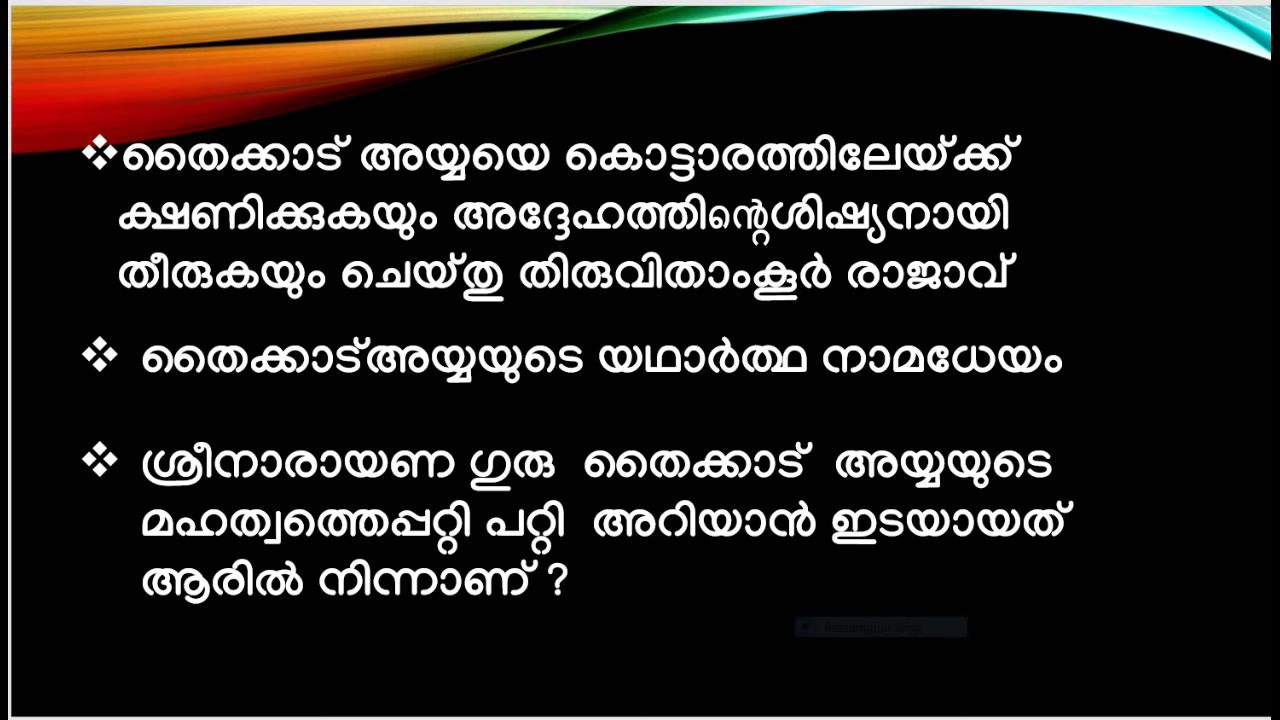 ❖തൈക്കാട് അയ്യയെ കൊട്ടാരത്തിലേയ്ക്ക്
ക്ഷണിക്കുകയും അദ്ദേഹത്തിന്റെശിഷ്യനായി
തീരുകയും ചെയ്തു തിരുവിതാംകൂർ രാജാവ്
❖ തൈക്കാട്അയ്യയുടെ യഥാർത്ഥ നാമധേയം
❖ ശ്രീനാരായണ ഗുരു തൈക്കാട് അയ്യയുടെ
മഹത്വത്തെപ്പറ്റി പറ്റി അറിയാൻ ഇടയായത്
ആരിൽ നിന്നാണ് ?